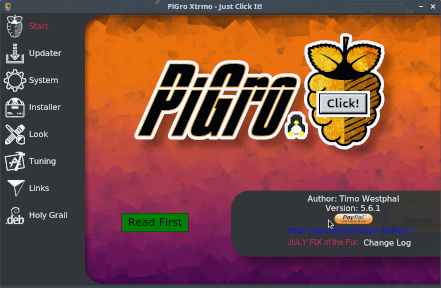 PiGro Xtrmo - Just Click It!
Start
Updater
System
Installer
Look
Tuning
Links
.deb Holy Grail
PiGro
Click!
Read First
Author: Timo Westphal
Version: 5.6.1
PayPal
JULY FIX of the Fix: Change Log